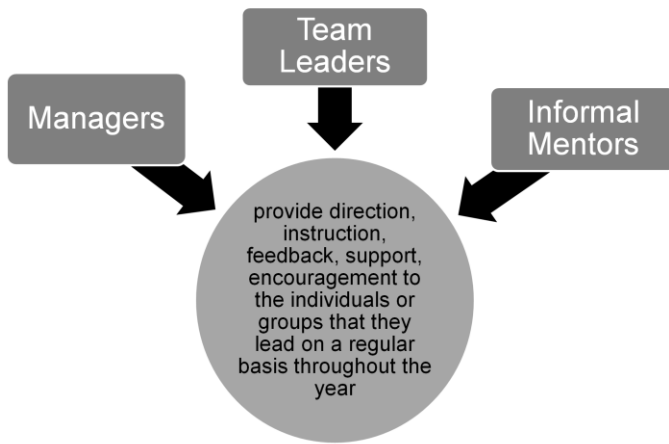 Team
Leaders
Managers
Informal
Mentors
provide direction,
instruction,
feedback, support,
encouragement to
the individuals or
groups that they
lead on a regular
basis throughout the
year